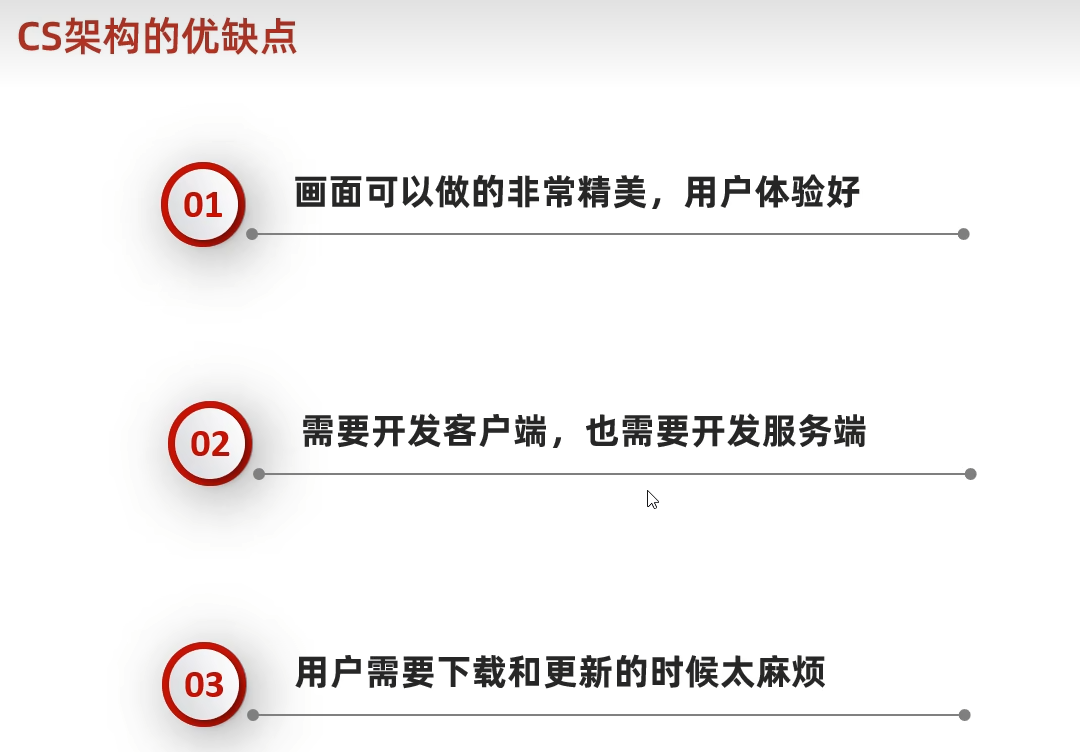 CS架构的优缺点
01
画面可以做的非常精美，用户体验好
02
需要开发客户端，也需要开发服务端
03
用户需要下载和更新的时候太麻烦